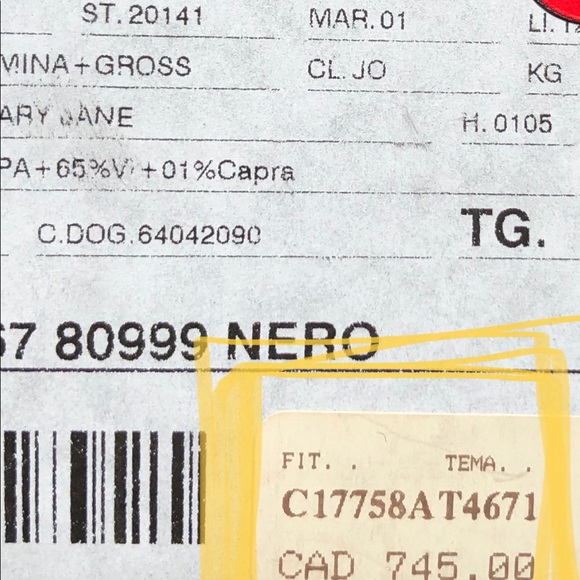 ST. 20141 MAR. 01
MINA+GROSS CL. JO KG
ARY JANE H. 0105
PA+65%V +01%Capra
C.DOG. 64042090 TG.
67 80999 NERO
FIT. . TEMA. .
C17758AT4671
CAD 745.00